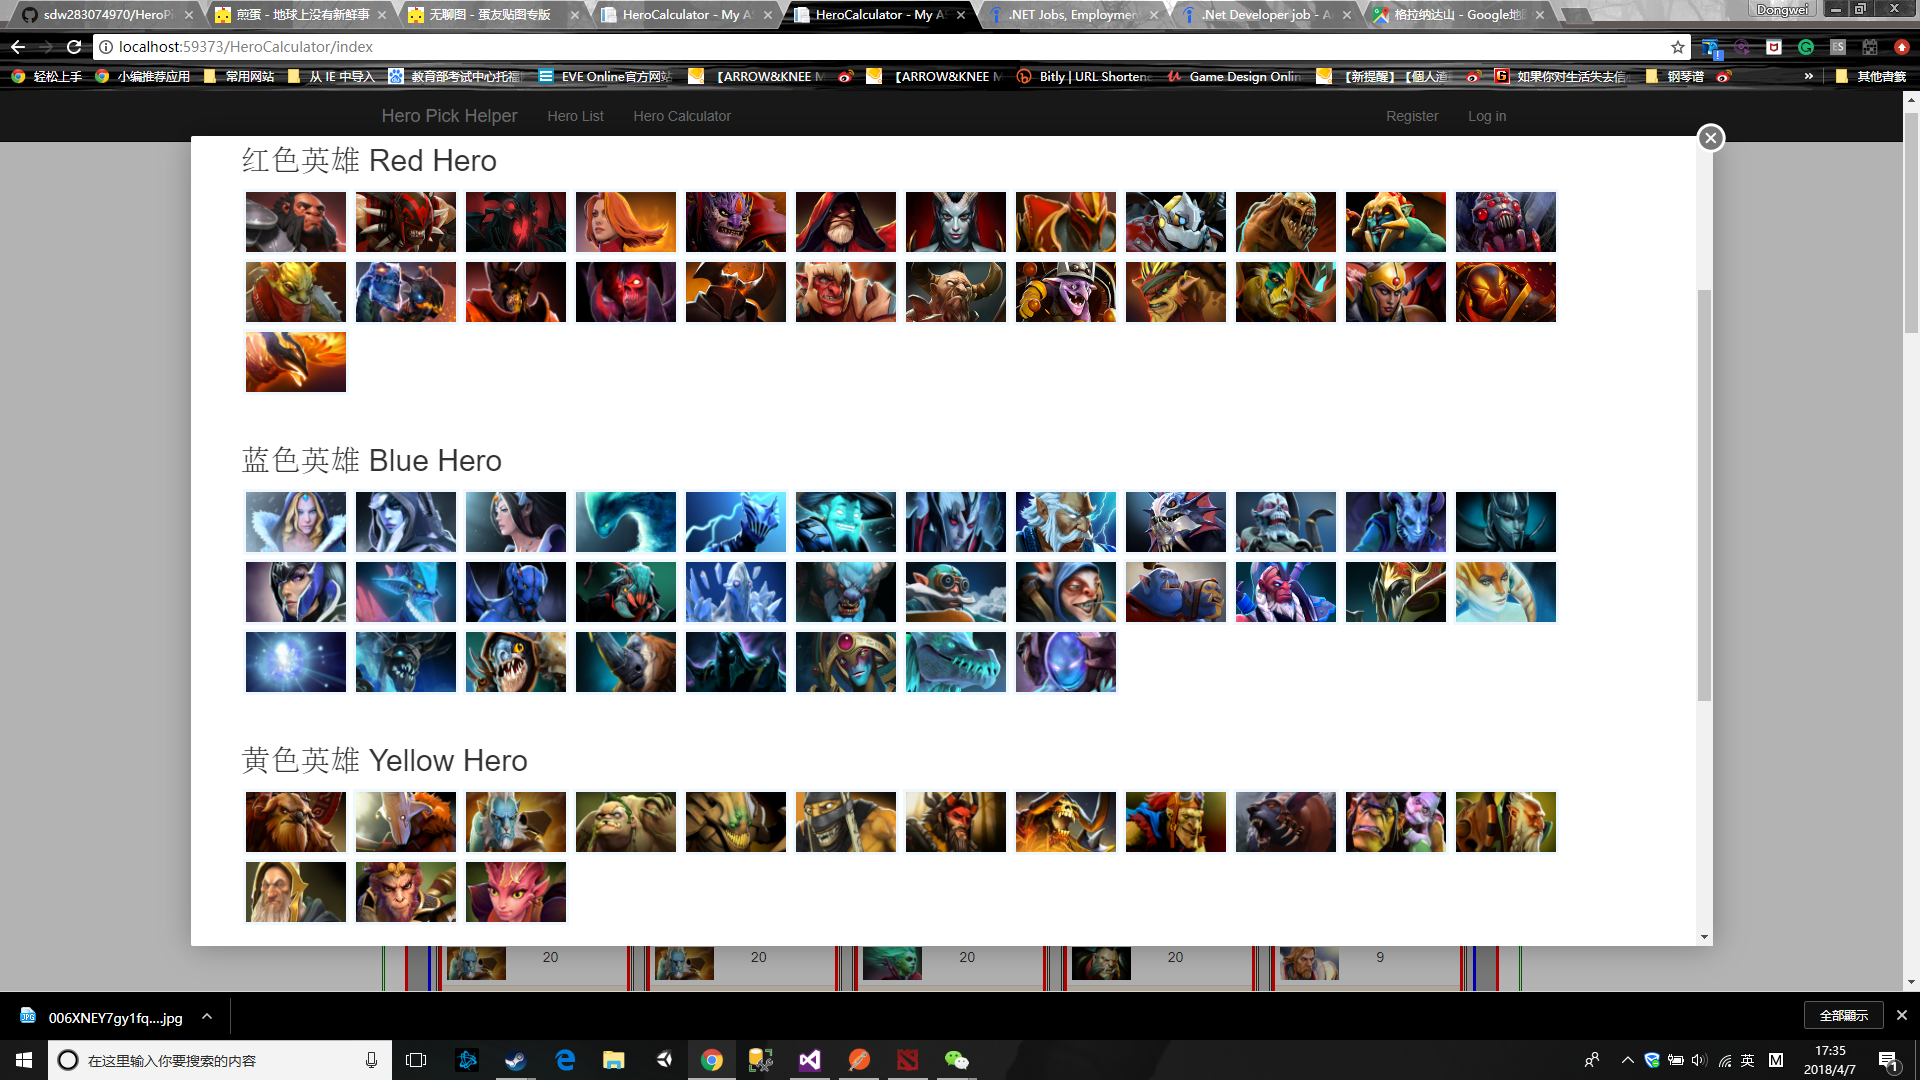 sdw283074970/HeroPi
煎蛋 - 地球上没有新鲜事
无聊图 - 蛋友贴图专版
HeroCalculator - My AS
HeroCalculator - My AS
.NET Jobs, Employmen
.Net Developer job - A
格拉纳达山 - Google地
Dongwei
localhost:59373/HeroCalculator/index
轻松上手
小编推荐应用
常用网站
从 IE 中导入
教育部考试中心托福
EVE Online官方网站
【ARROW&KNEE M
【ARROW&KNEE M
Bitly | URL Shortene
Game Design Onlin
【新提醒】【個人渣
如果你对生活失去信
钢琴谱
»
其他書籤
Hero Pick Helper
Hero List
Hero Calculator
Register
Log in
红色英雄 Red Hero
蓝色英雄 Blue Hero
黄色英雄 Yellow Hero
20
20
20
20
9
006XNEY7gy1fq....jpg
全部顯示
在这里输入你要搜索的内容
英
M
17:35
2018/4/7
1